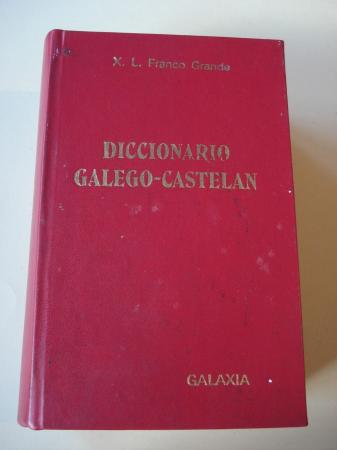 X. L. Franco Grande
DICCIONARIO
GALEGO-CASTELAN
GALAXIA